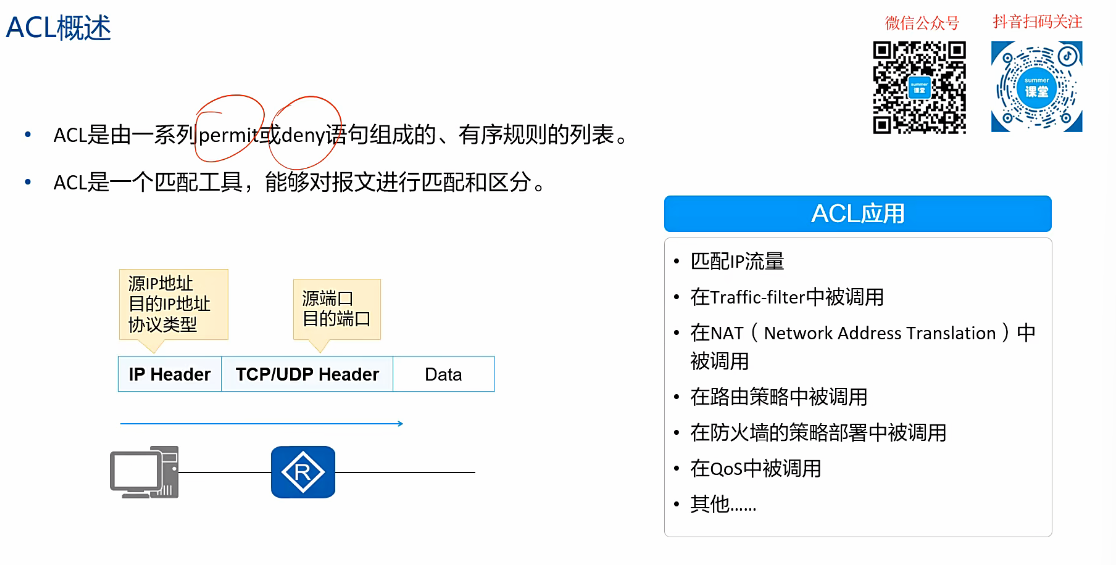 ACL概述
微信公众号
抖音扫码关注
summer
课堂
summer
课堂
• ACL是由一系列permit或deny语句组成的、有序规则的列表。
• ACL是一个匹配工具，能够对报文进行匹配和区分。
源IP地址
目的IP地址
协议类型
源端口
目的端口
IP Header
TCP/UDP Header
Data
R
ACL应用
• 匹配IP流量
• 在Traffic-filter中被调用
• 在NAT（Network Address Translation）中
被调用
• 在路由策略中被调用
• 在防火墙的策略部署中被调用
• 在QoS中被调用
• 其他......